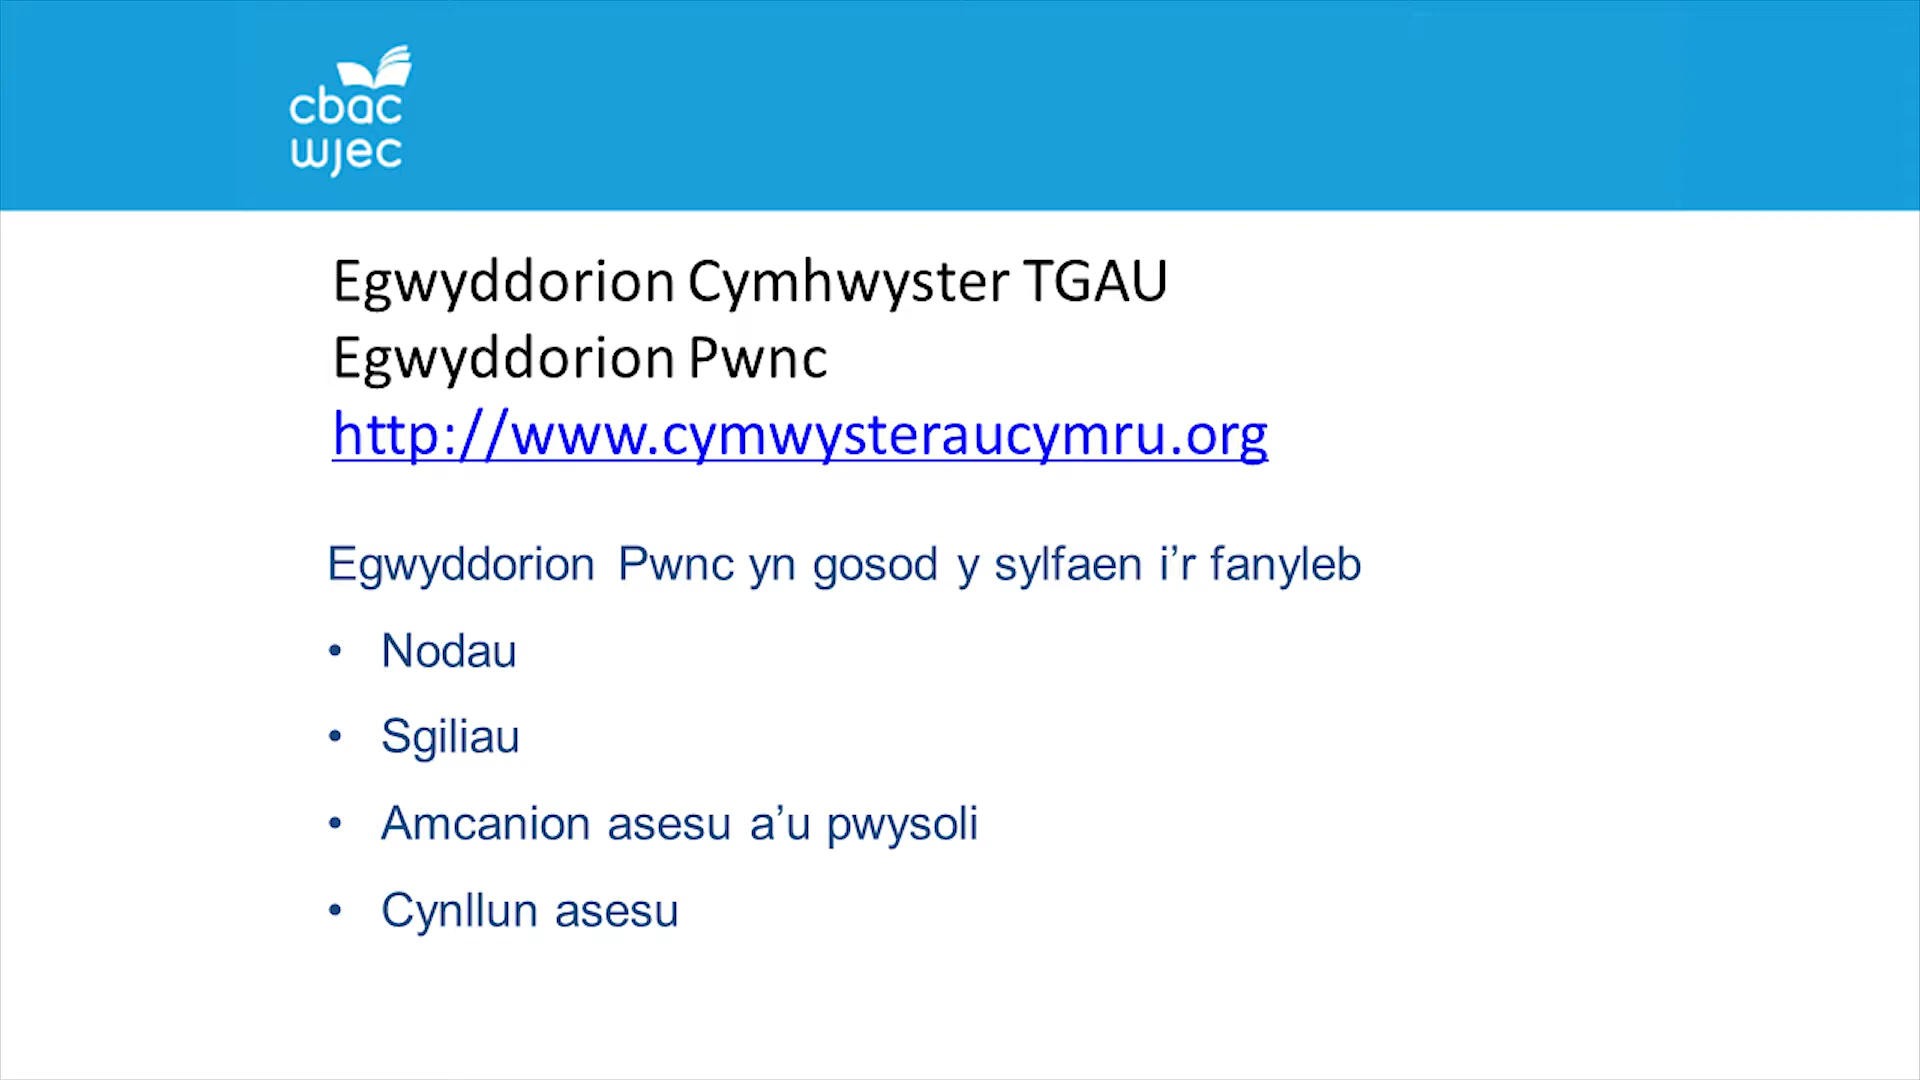 cbac
wjec
Egwyddorion Cymhwyster TGAU
Egwyddorion Pwnc
http://www.cymwysteraucymru.org
Egwyddorion Pwnc yn gosod y sylfaen i’r fanyleb
• Nodau
• Sgiliau
• Amcanion asesu a’u pwysoli
• Cynllun asesu